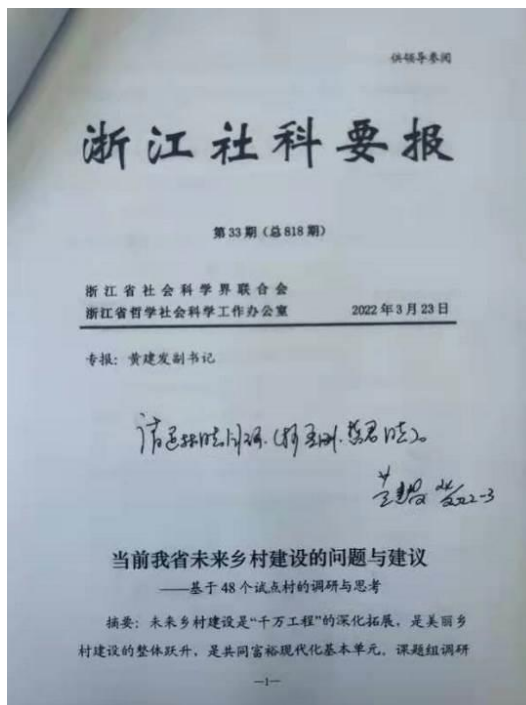 供领导参阅
浙江社科要报
第33期（总818期）
浙江省社会科学界联合会
浙江省哲学社会科学工作办公室 2022年3月23日
专报：黄建发副书记
当前我省未来乡村建设的问题与建议
——基于48个试点村的调研与思考
摘要：未来乡村建设是“千万工程”的深化拓展，是美丽乡
村建设的整体跃升，是共同富裕现代化基本单元，课题组调研
—1—